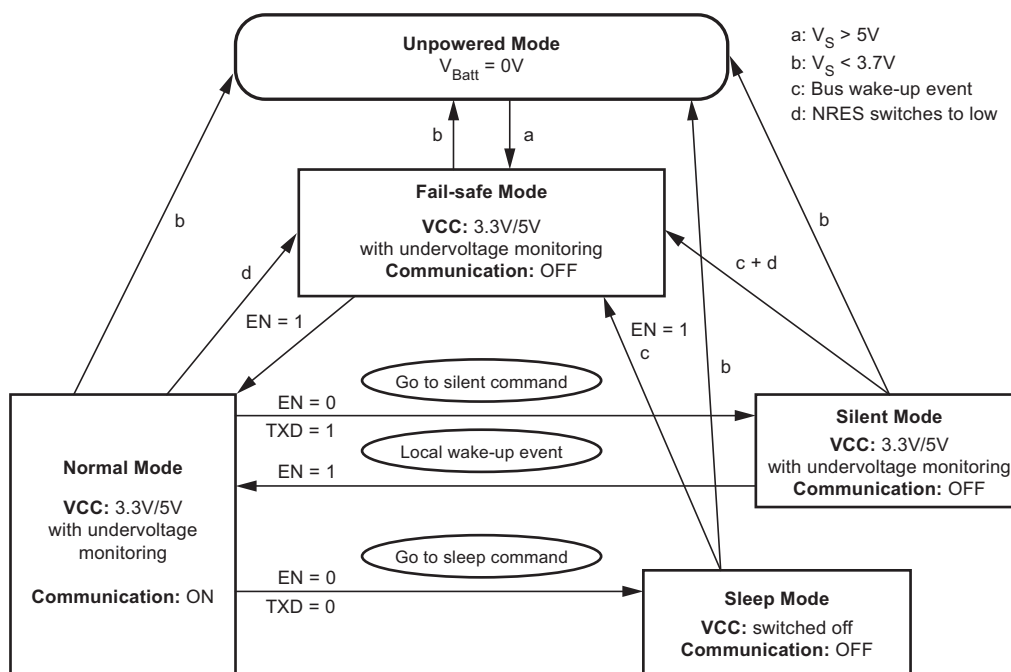 Unpowered Mode
V_Batt = 0V
a: V_S > 5V
b: V_S < 3.7V
c: Bus wake-up event
d: NRES switches to low
b
b
a
Fail-safe Mode
VCC: 3.3V/5V
with undervoltage monitoring
Communication: OFF
b
d
c + d
EN = 1
EN = 1
c
b
Go to silent command
EN = 0
TXD = 1
Local wake-up event
EN = 1
Silent Mode
VCC: 3.3V/5V
with undervoltage monitoring
Communication: OFF
Normal Mode
VCC: 3.3V/5V
with undervoltage
monitoring
Communication: ON
Go to sleep command
EN = 0
TXD = 0
Sleep Mode
VCC: switched off
Communication: OFF